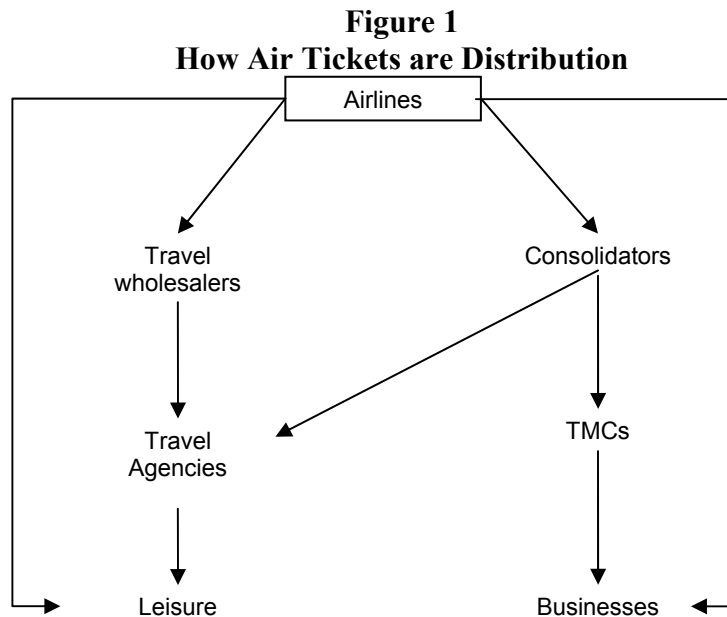 Figure 1
How Air Tickets are Distribution
Airlines
Travel
wholesalers
Consolidators
Travel
Agencies
TMCs
Leisure
Businesses